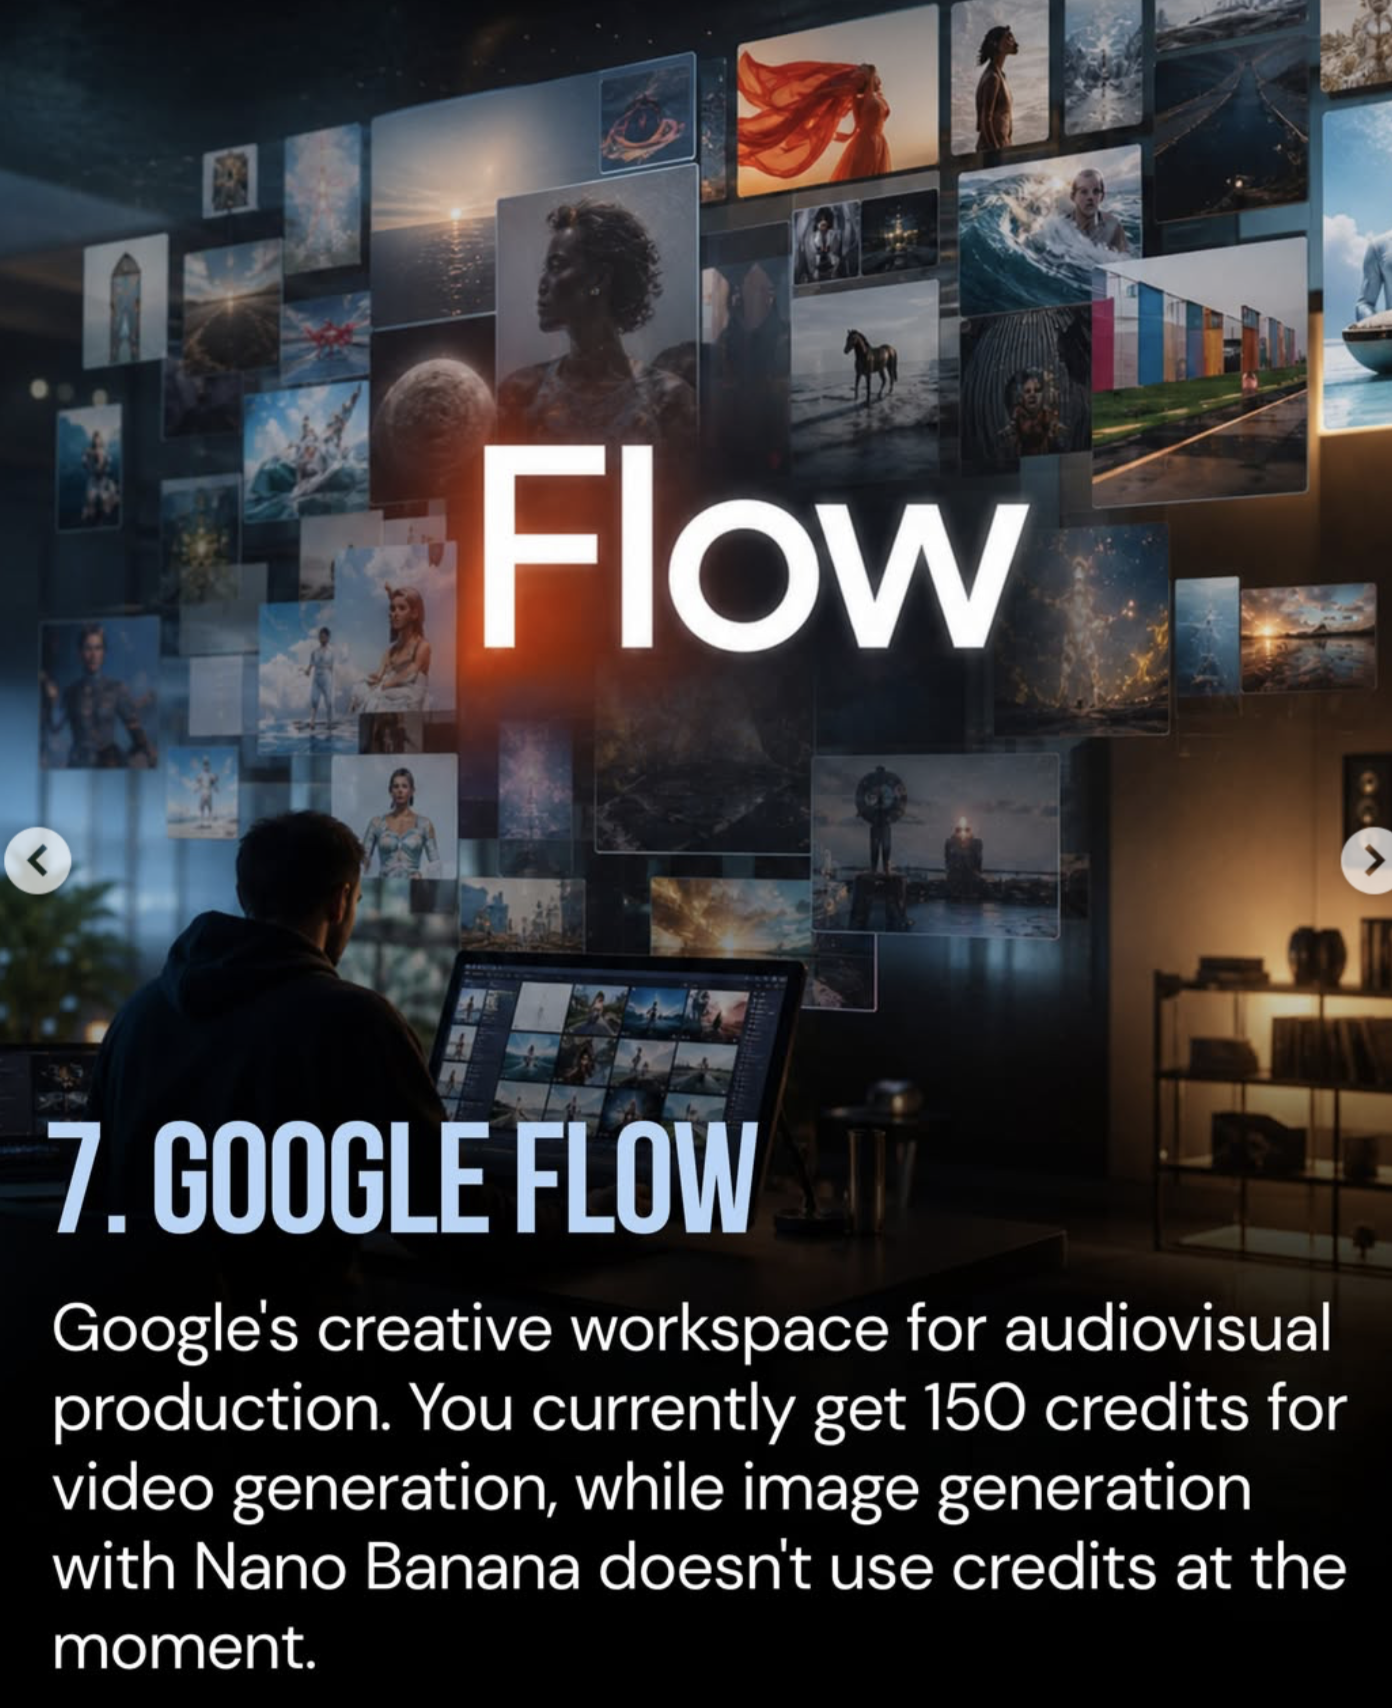 Flow
7. GOOGLE FLOW
Google's creative workspace for audiovisual
production. You currently get 150 credits for
video generation, while image generation
with Nano Banana doesn't use credits at the
moment.